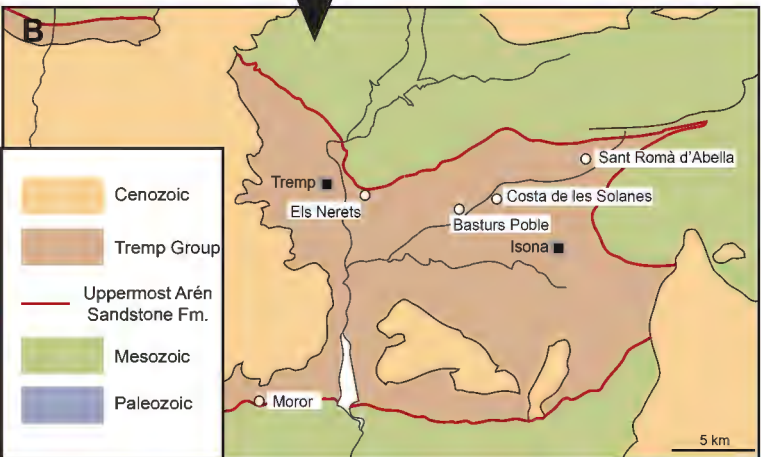 B
Sant Romà d'Abella
Tremp
Costa de les Solanes
Els Nerets
Basturs Poble
Isona
Moror
5 km
Cenozoic
Tremp Group
Uppermost Arén
Sandstone Fm.
Mesozoic
Paleozoic